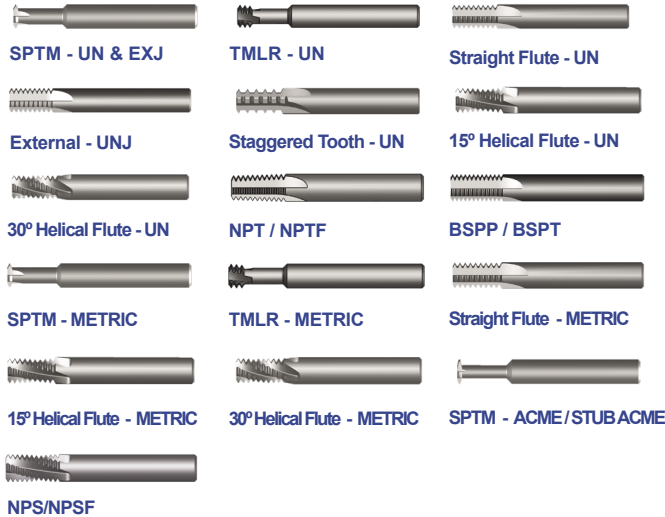 SPTM - UN & EXJ
TMLR - UN
Straight Flute - UN
External - UNJ
Staggered Tooth - UN
15º Helical Flute - UN
30º Helical Flute - UN
NPT / NPTF
BSPP / BSPT
SPTM - METRIC
TMLR - METRIC
Straight Flute - METRIC
15º Helical Flute - METRIC
30º Helical Flute - METRIC
SPTM - ACME / STUB ACME
NPS/NPSF